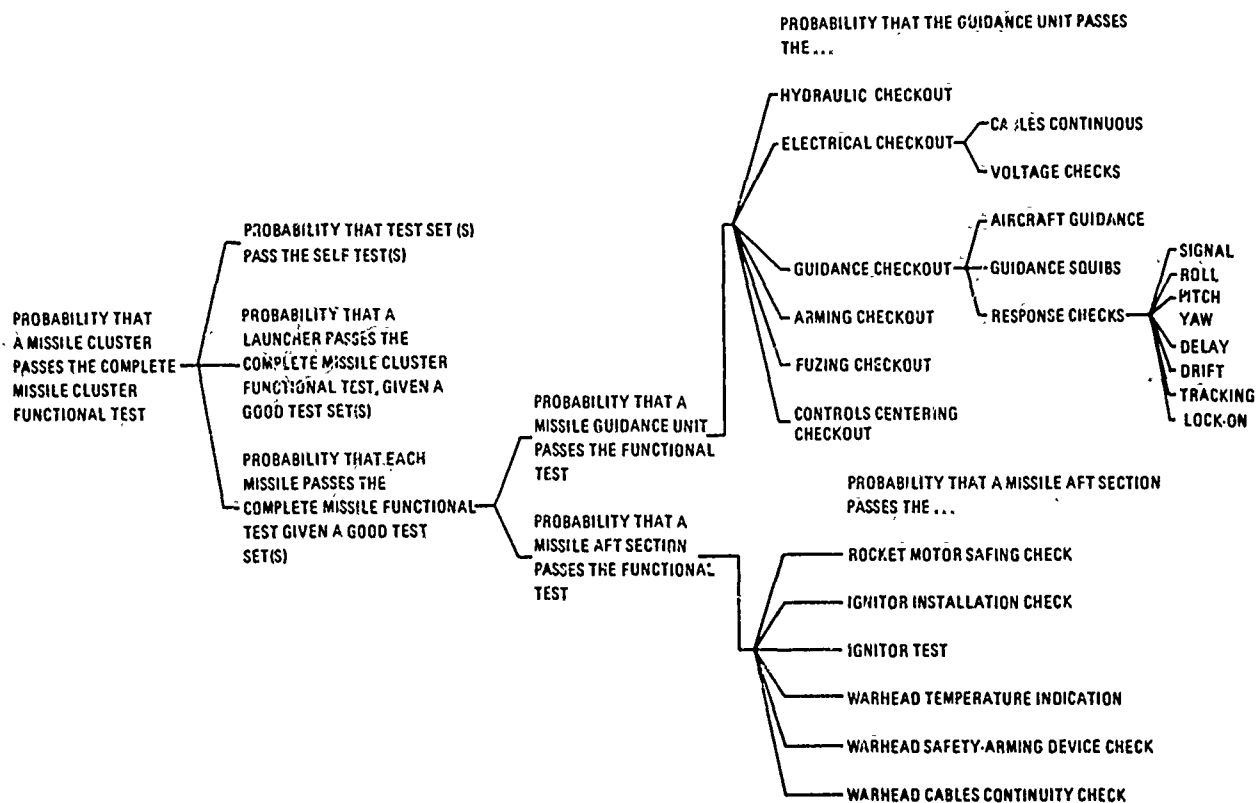 PROBABILITY THAT THE GUIDANCE UNIT PASSES
THE ...
HYDRAULIC CHECKOUT
ELECTRICAL CHECKOUT
CABLES CONTINUOUS
VOLTAGE CHECKS
GUIDANCE CHECKOUT
AIRCRAFT GUIDANCE
GUIDANCE SQUIBS
RESPONSE CHECKS
SIGNAL
ROLL
PITCH
YAW
DELAY
DRIFT
TRACKING
LOCK-ON
ARMING CHECKOUT
FUZING CHECKOUT
CONTROLS CENTERING
CHECKOUT
PROBABILITY THAT TEST SET (S)
PASS THE SELF TEST(S)
PROBABILITY THAT
A MISSILE CLUSTER
PASSES THE COMPLETE
MISSILE CLUSTER
FUNCTIONAL TEST
PROBABILITY THAT A
LAUNCHER PASSES THE
COMPLETE MISSILE CLUSTER
FUNCTIONAL TEST, GIVEN A
GOOD TEST SET(S)
PROBABILITY THAT EACH
MISSILE PASSES THE
COMPLETE MISSILE FUNCTIONAL
TEST GIVEN A GOOD TEST
SET(S)
PROBABILITY THAT A
MISSILE GUIDANCE UNIT
PASSES THE FUNCTIONAL
TEST
PROBABILITY THAT A
MISSILE AFT SECTION
PASSES THE FUNCTIONAL
TEST
PROBABILITY THAT A MISSILE AFT SECTION
PASSES THE ...
ROCKET MOTOR SAFING CHECK
IGNITOR INSTALLATION CHECK
IGNITOR TEST
WARHEAD TEMPERATURE INDICATION
WARHEAD SAFETY-ARMING DEVICE CHECK
WARHEAD CABLES CONTINUITY CHECK